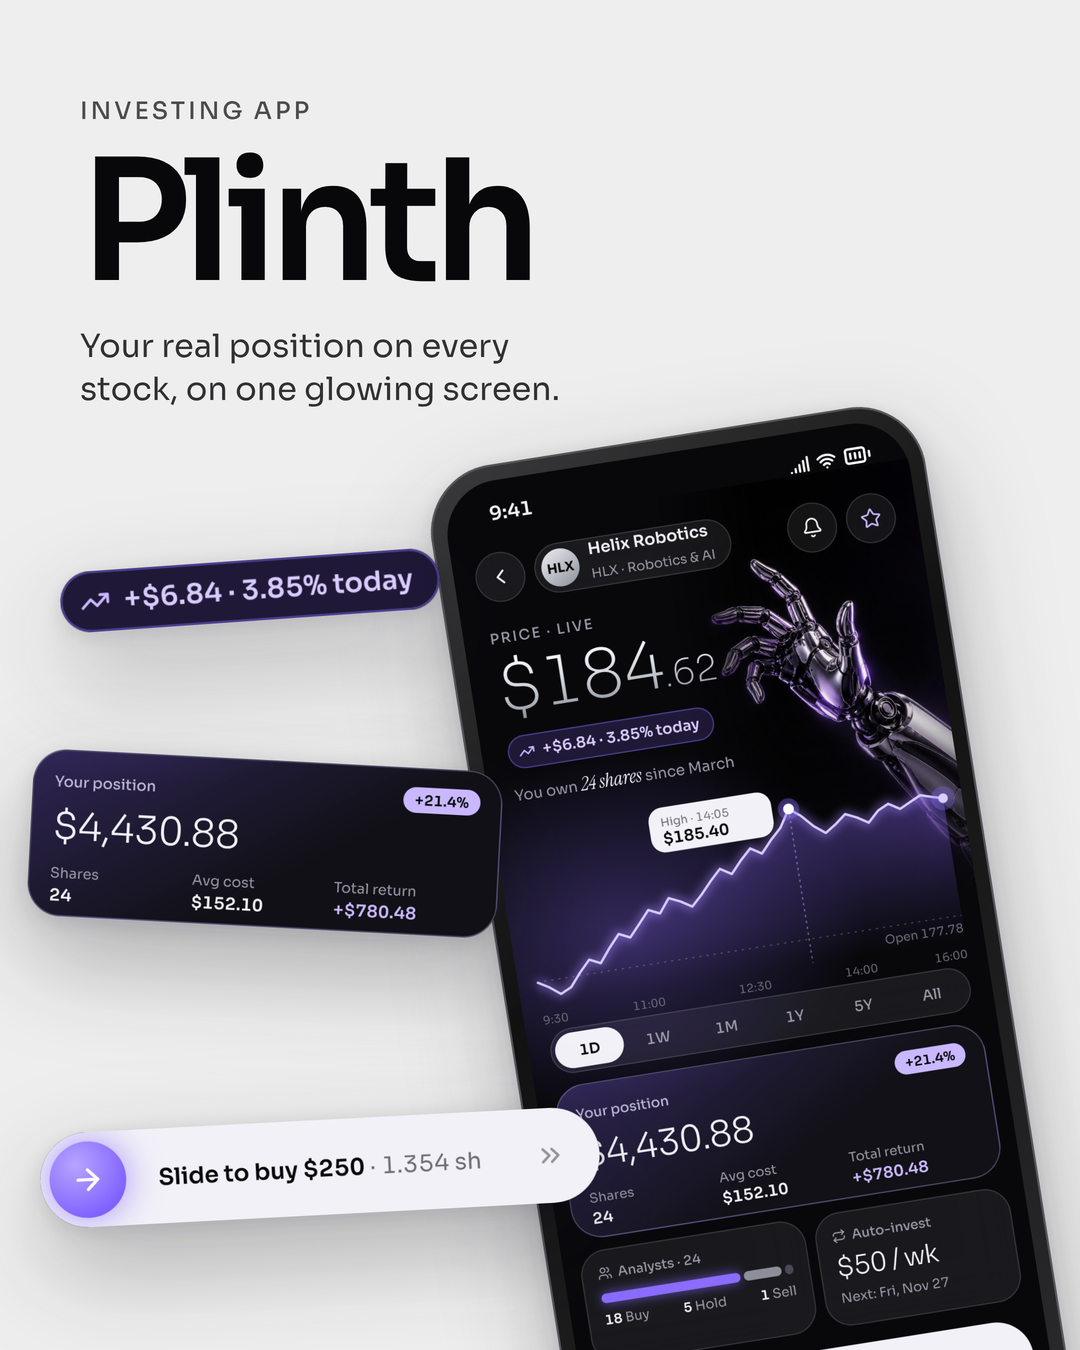 INVESTING APP
Plinth
Your real position on every
stock, on one glowing screen.
9:41
HLX
Helix Robotics
HLX · Robotics & AI
PRICE · LIVE
$184.62
+$6.84 · 3.85% today
You own 24 shares since March
High · 14:05
$185.40
Open 177.78
9:30 11:00 12:30 14:00 16:00
1D 1W 1M 1Y 5Y All
Your position +21.4%
$4,430.88
Shares Avg cost Total return
24 $152.10 +$780.48
Analysts · 24
18 Buy 5 Hold 1 Sell
Auto-invest
$50 / wk
Next: Fri, Nov 27
+$6.84 · 3.85% today
Your position +21.4%
$4,430.88
Shares Avg cost Total return
24 $152.10 +$780.48
Slide to buy $250 · 1.354 sh